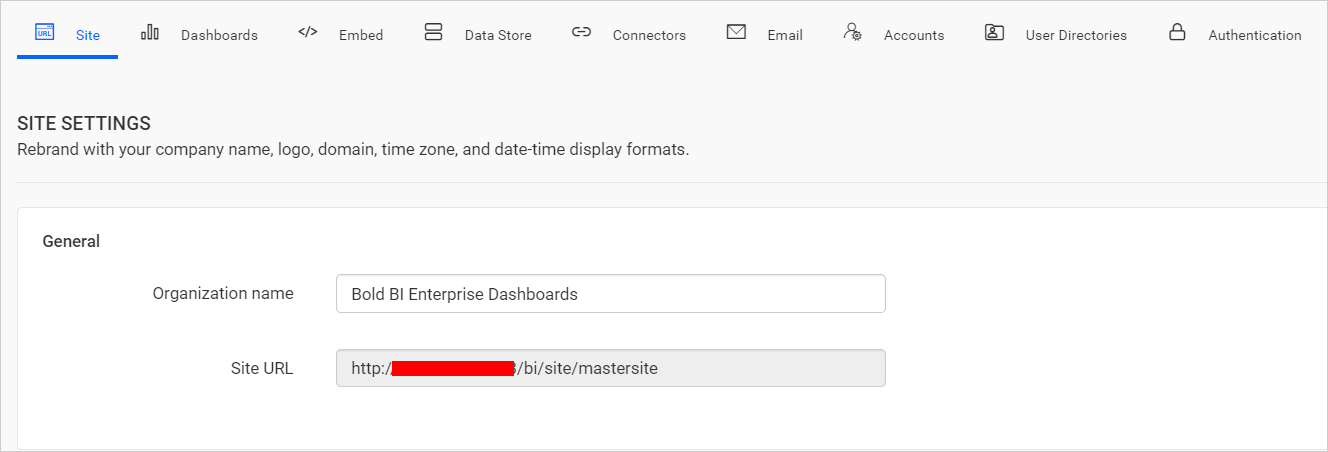 URL Site Dashboards </> Embed Data Store Connectors Email Accounts User Directories Authentication
SITE SETTINGS
Rebrand with your company name, logo, domain, time zone, and date-time display formats.
General
Organization name Bold BI Enterprise Dashboards
Site URL http:/ /bi/site/mastersite